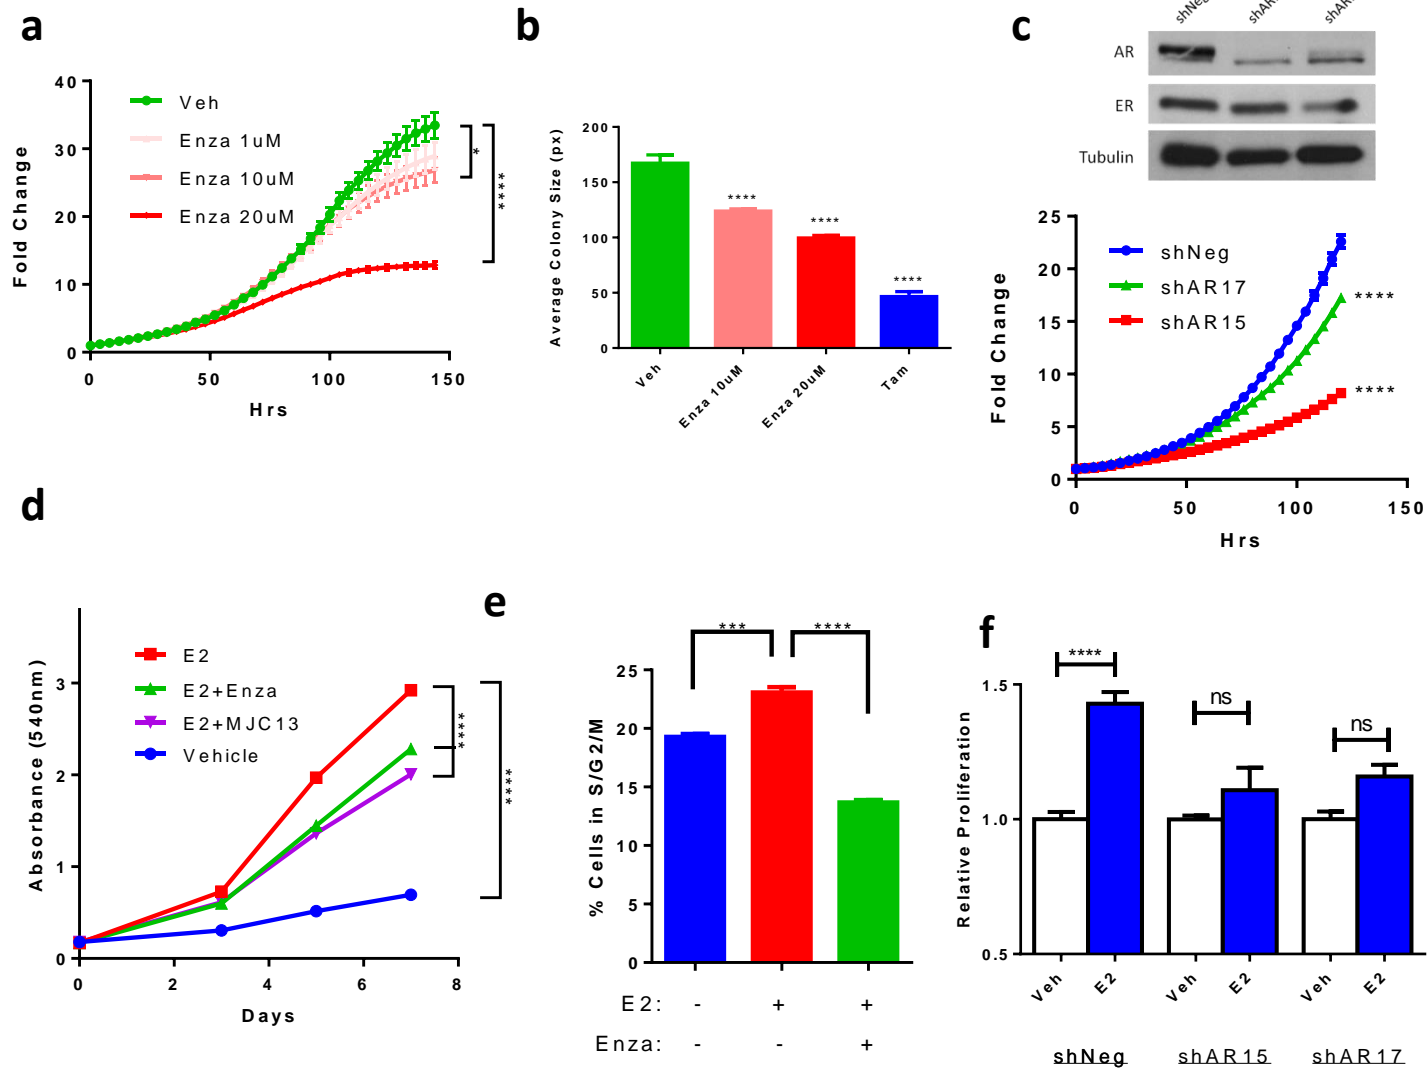 a
40
30
20
10
0
Fold Change
Veh
Enza 1uM
Enza 10uM
Enza 20uM
*
****
0 50 100 150
Hrs
b
200
150
100
50
0
Average Colony Size (px)
****
****
****
Veh
Enza 10uM
Enza 20uM
Tam
c
shNeg
AR
ER
Tubulin
25
20
15
10
5
0
Fold Change
shNeg
shAR17
shAR15
****
****
0 50 100 150
Hrs
d
3
2
1
0
Absorbance (540nm)
E2
E2+Enza
E2+MJC13
Vehicle
****
****
0 2 4 6 8
Days
e
*** ****
25
20
15
10
5
0
% Cells in S/G2/M
E2: - + +
Enza: - - +
f
1.5
1.0
0.5
Relative Proliferation
****
ns
ns
Veh E2 Veh E2 Veh E2
shNeg shAR15 shAR17